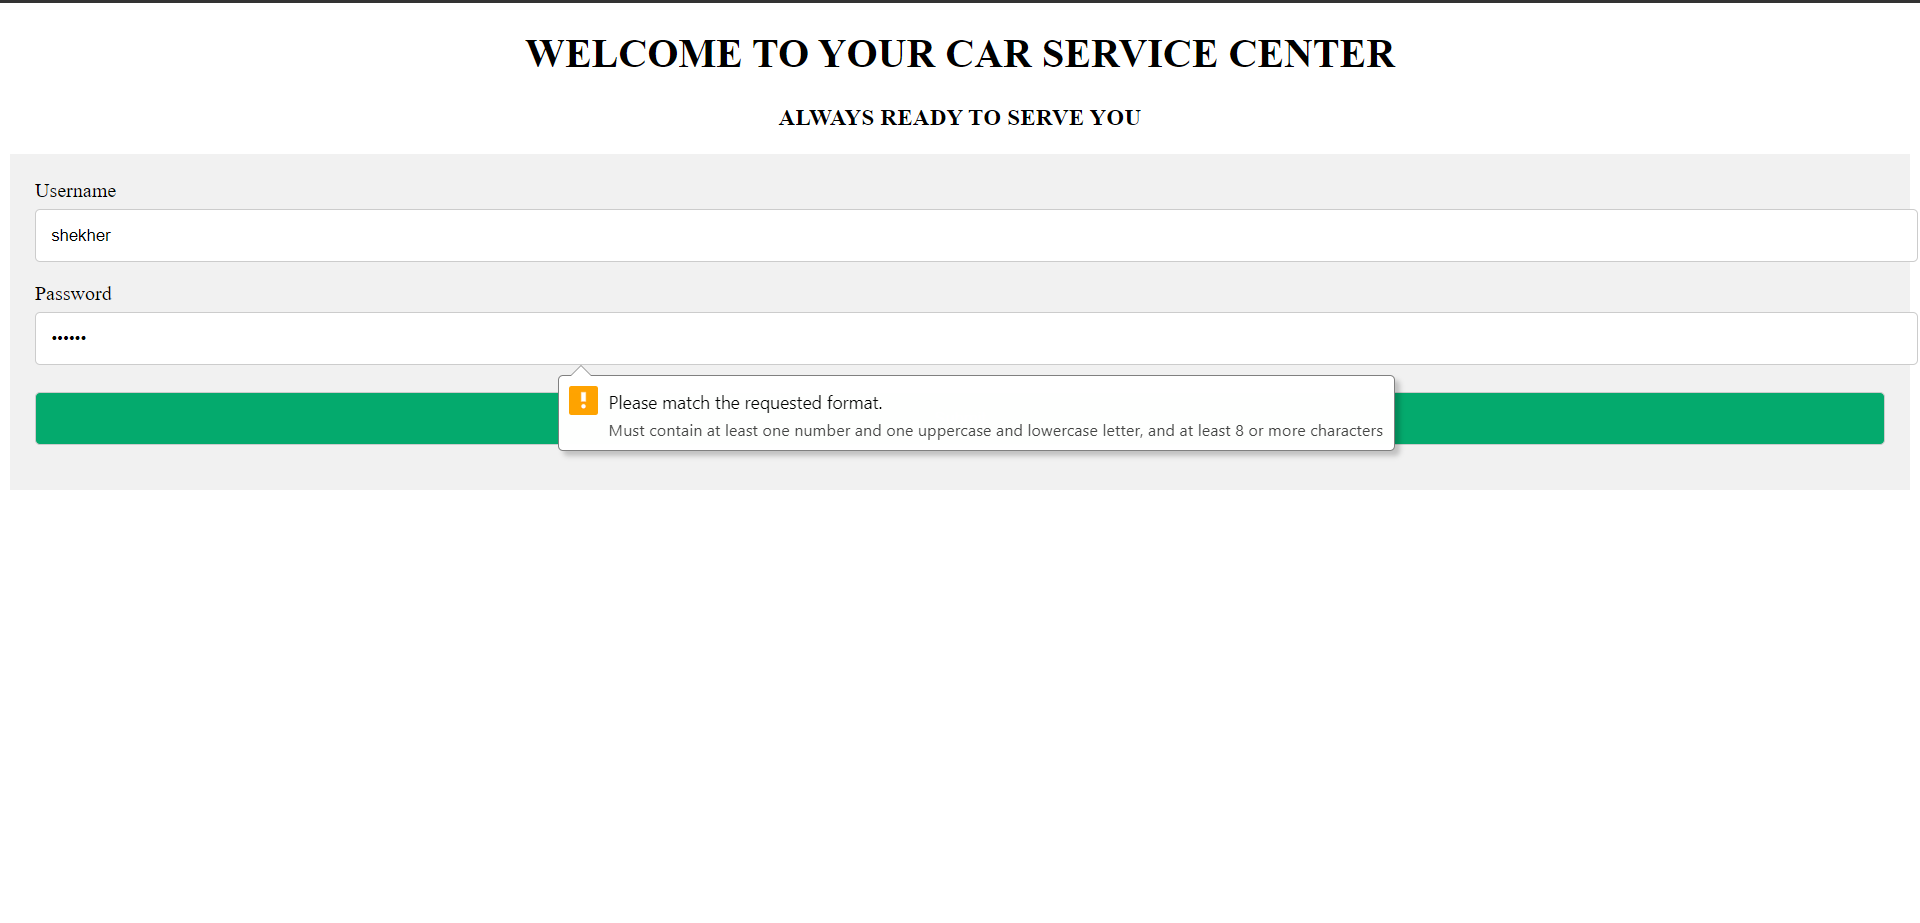 WELCOME TO YOUR CAR SERVICE CENTER
ALWAYS READY TO SERVE YOU
Username
shekher
Password
••••••
Please match the requested format.
Must contain at least one number and one uppercase and lowercase letter, and at least 8 or more characters